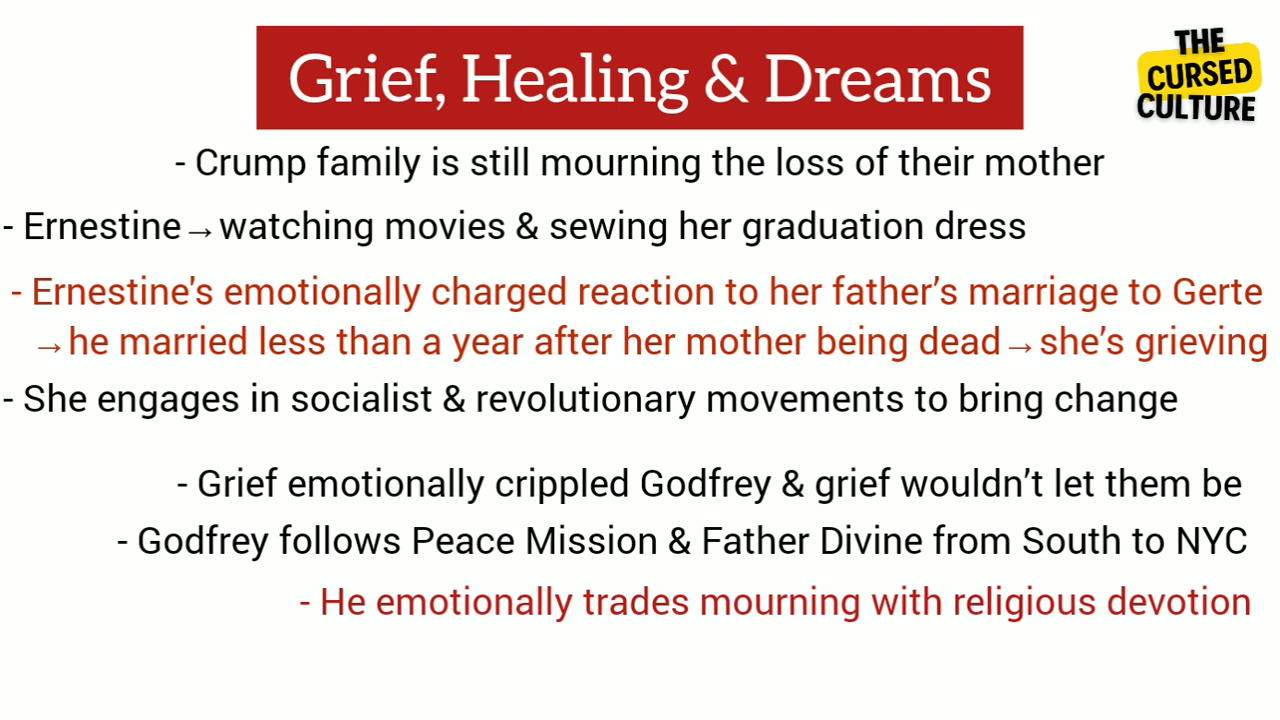 Grief, Healing & Dreams
THE
CURSED
CULTURE
- Crump family is still mourning the loss of their mother
- Ernestine→watching movies & sewing her graduation dress
- Ernestine's emotionally charged reaction to her father’s marriage to Gerte
→he married less than a year after her mother being dead→she’s grieving
- She engages in socialist & revolutionary movements to bring change
- Grief emotionally crippled Godfrey & grief wouldn’t let them be
- Godfrey follows Peace Mission & Father Divine from South to NYC
- He emotionally trades mourning with religious devotion